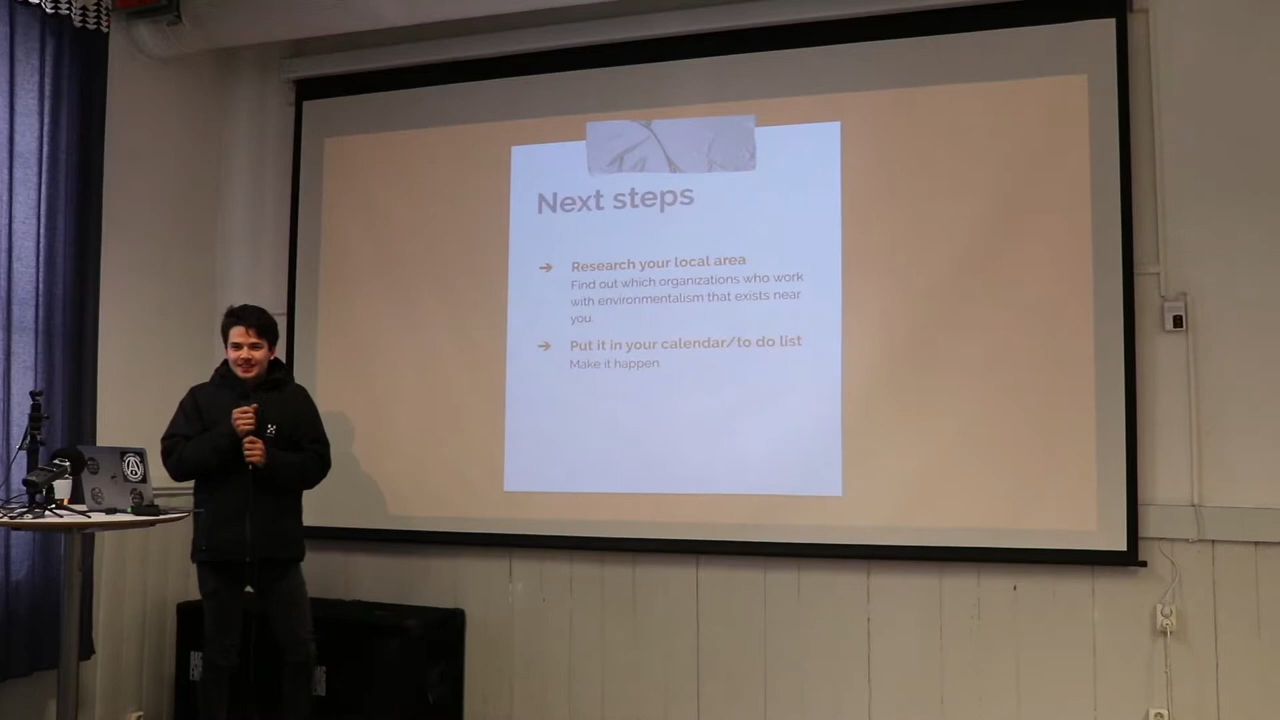 Next steps
➔ Research your local area
Find out which organizations who work
with environmentalism that exists near
you.
➔ Put it in your calendar/to do list
Make it happen.